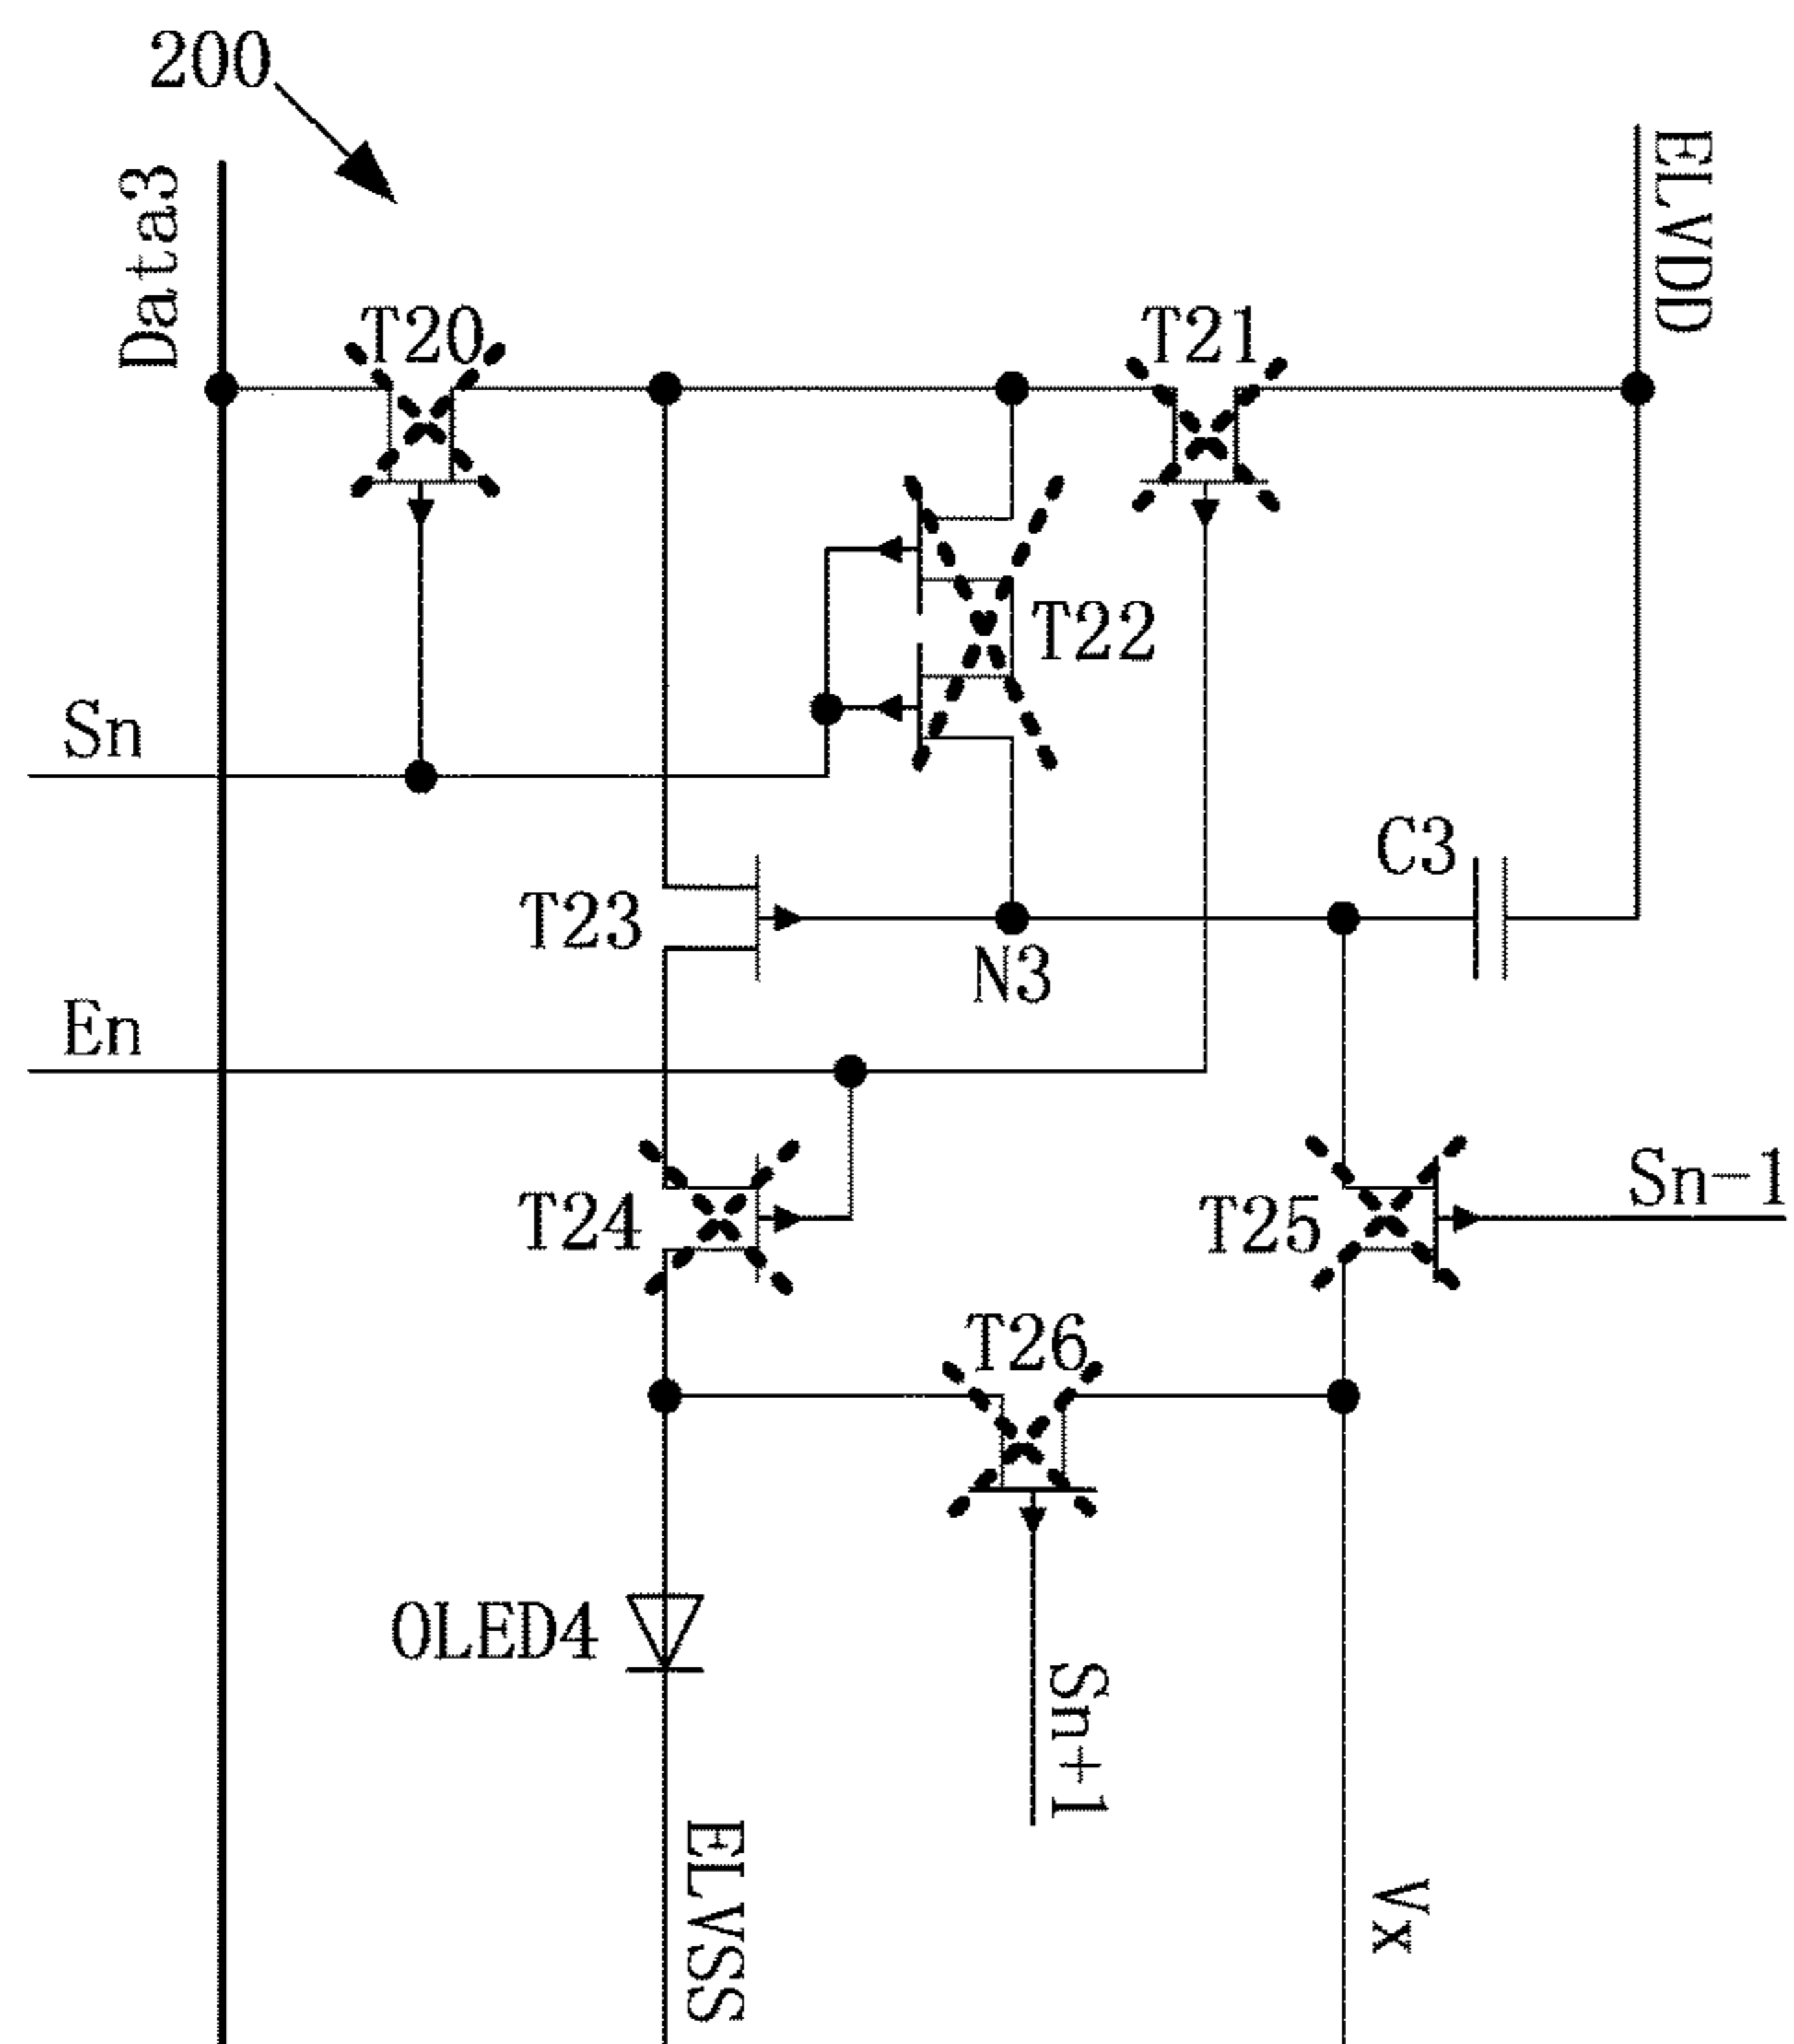 200
Data3
ELVDD
T20
T21
T22
Sn
C3
T23
N3
En
Sn-1
T24
T25
T26
OLED4
Sn+1
ELVSS
Vx